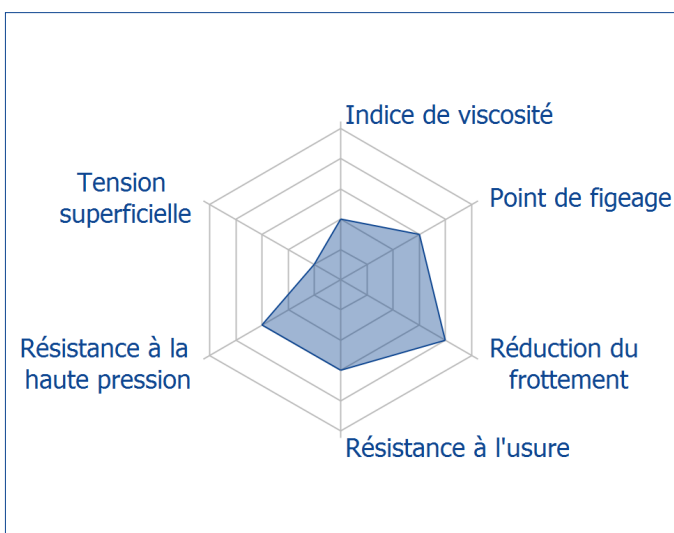 Indice de viscosité
Point de figeage
Réduction du
frottement
Résistance à l'usure
Résistance à la
haute pression
Tension
superficielle